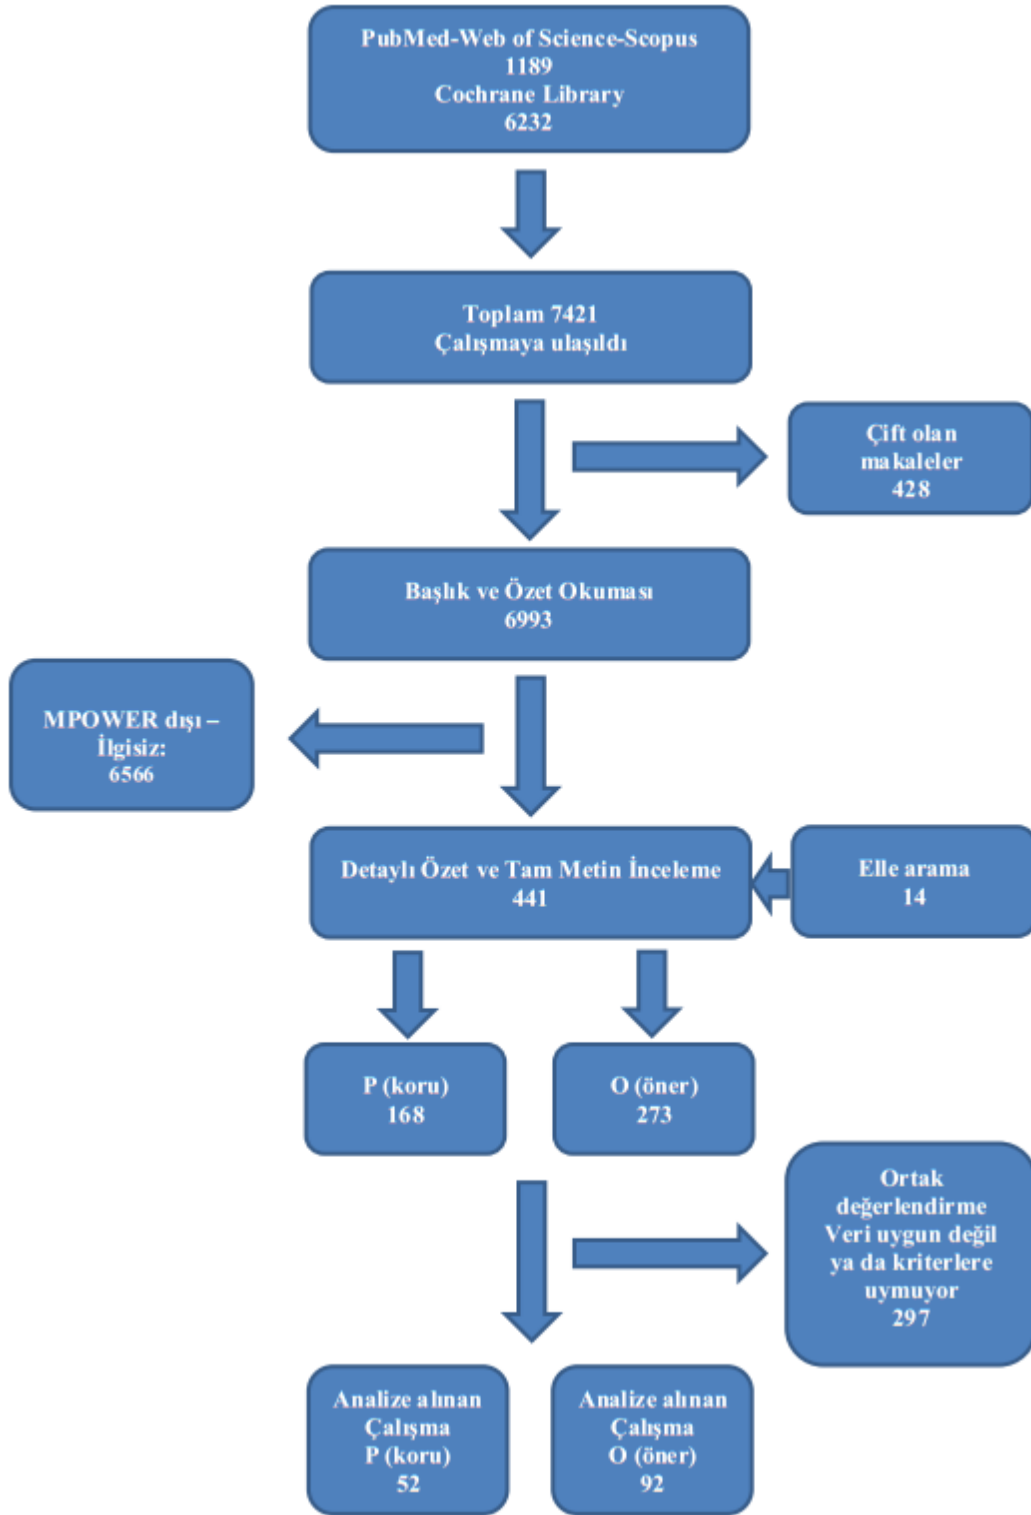 PubMed-Web of Science-Scopus
1189
Cochrane Library
6232
Toplam 7421
Çalışmaya ulaşıldı
Çift olan
makaleler
428
Başlık ve Özet Okuması
6993
MPOWER dışı –
İlgisiz:
6566
Detaylı Özet ve Tam Metin İnceleme
441
Elle arama
14
P (koru)
168
O (öner)
273
Ortak
değerlendirme
Veri uygun değil
ya da kriterlere
uymuyor
297
Analize alınan
Çalışma
P (koru)
52
Analize alınan
Çalışma
O (öner)
92